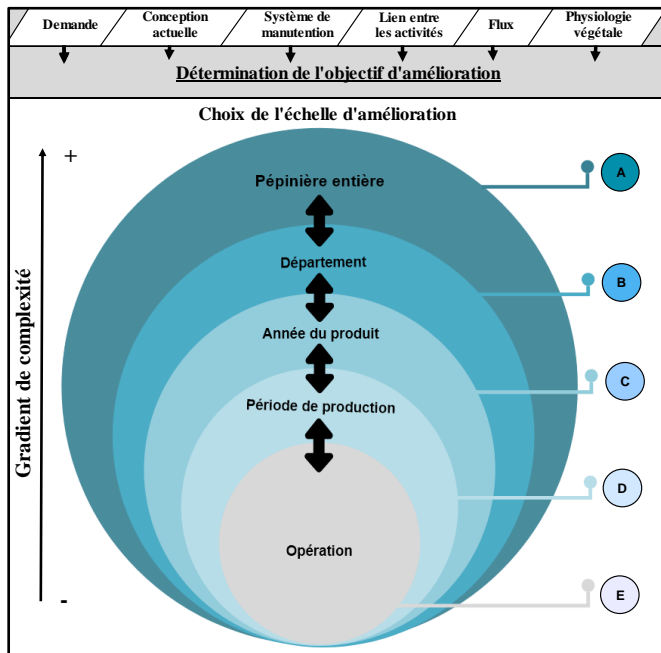 Demande
Conception
actuelle
Système de
manutention
Lien entre
les activités
Flux
Physiologie
végétale
Détermination de l'objectif d'amélioration
Choix de l'échelle d'amélioration
+
Gradient de complexité
-
Pépinière entière
A
Département
B
Année du produit
C
Période de production
D
Opération
E